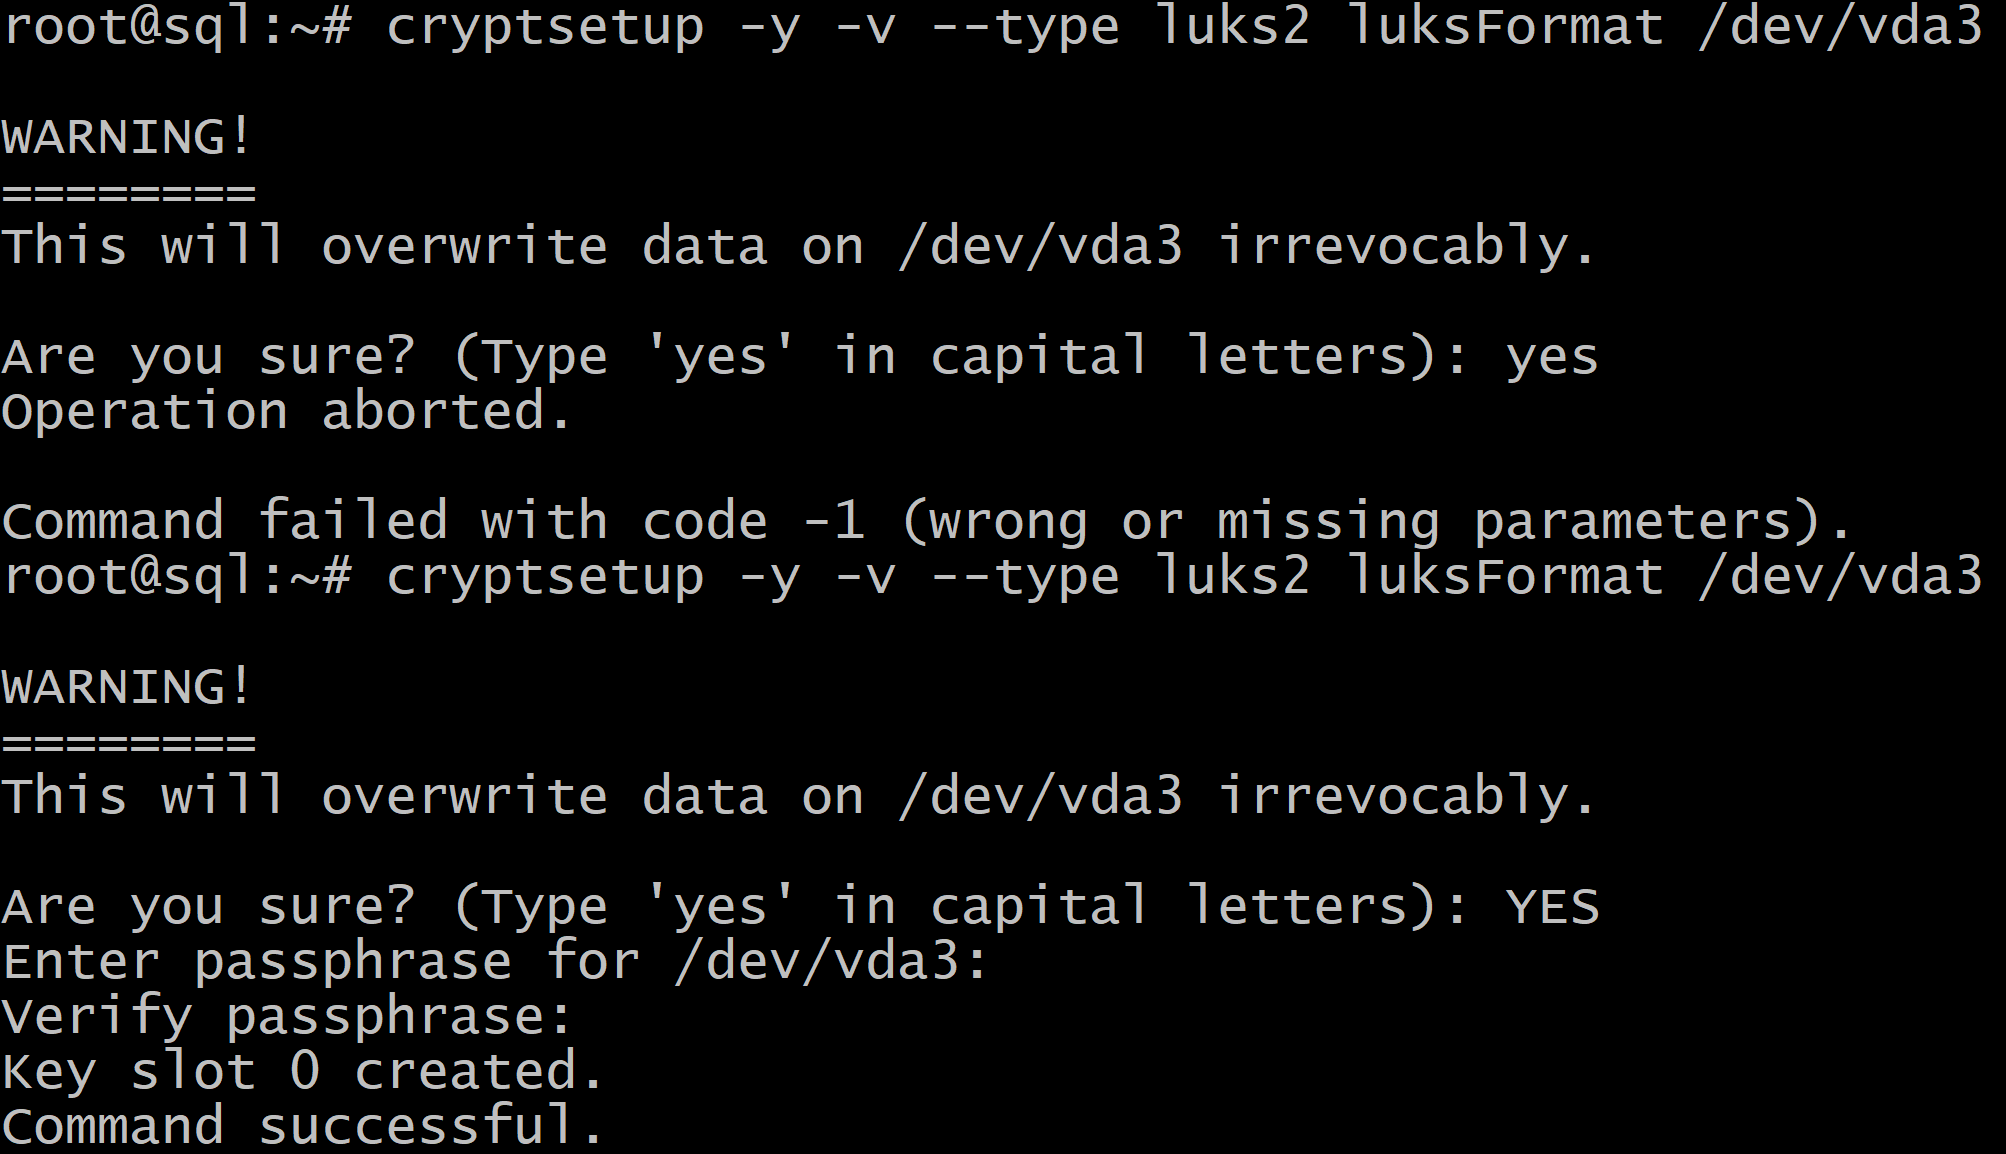 root@sql:~# cryptsetup -y -v --type luks2 luksFormat /dev/vda3
WARNING!
========
This will overwrite data on /dev/vda3 irrevocably.
Are you sure? (Type 'yes' in capital letters): yes
Operation aborted.
Command failed with code -1 (wrong or missing parameters).
root@sql:~# cryptsetup -y -v --type luks2 luksFormat /dev/vda3
WARNING!
========
This will overwrite data on /dev/vda3 irrevocably.
Are you sure? (Type 'yes' in capital letters): YES
Enter passphrase for /dev/vda3:
Verify passphrase:
Key slot 0 created.
Command successful.